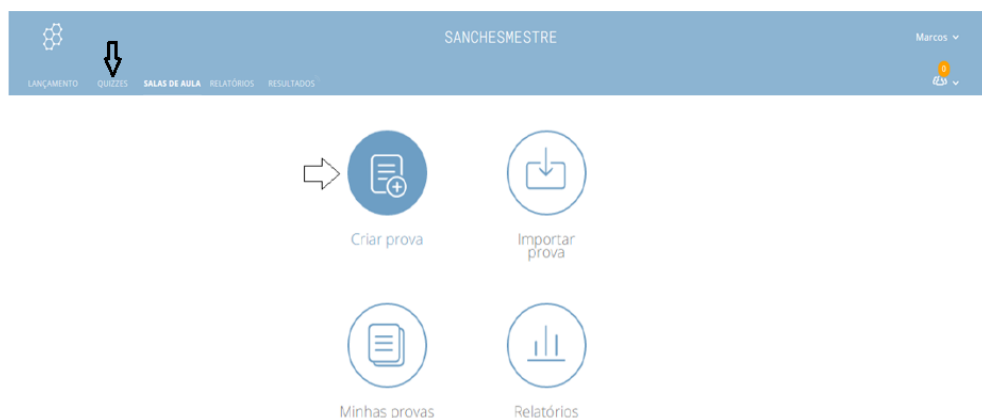 SANCHESMESTRE
Marcos
LANÇAMENTO QUIZZES SALAS DE AULA RELATÓRIOS RESULTADOS
0
Criar prova
Importar
prova
Minhas provas
Relatórios